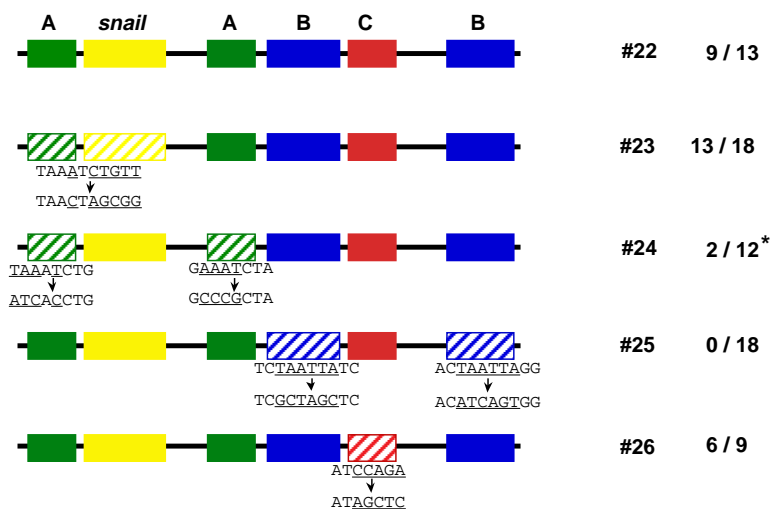 A snail A B C B
#22 9 / 13
#23 13 / 18
TAAATCTGTT
TAACTAGCGG
#24 2 / 12*
TAAATCTG GAAATCTA
ATCACCTG GCCCGCTA
#25 0 / 18
TCTAATTATC ACTAATTAGG
TCGCTAGCTC ACATCAGTGG
#26 6 / 9
ATCCAGA
ATAGCTC